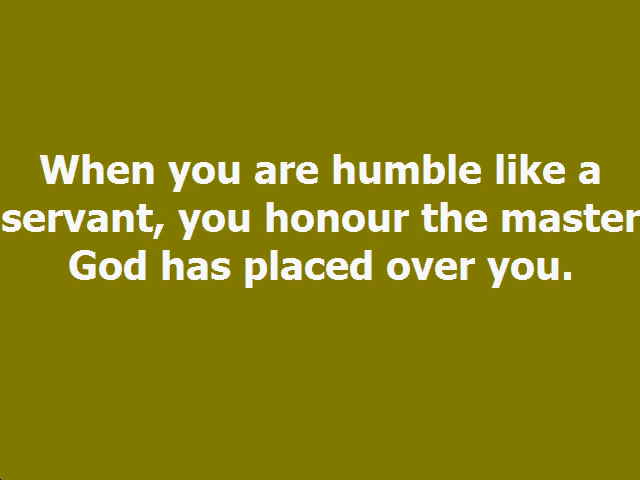 When you are humble like a
servant, you honour the master
God has placed over you.